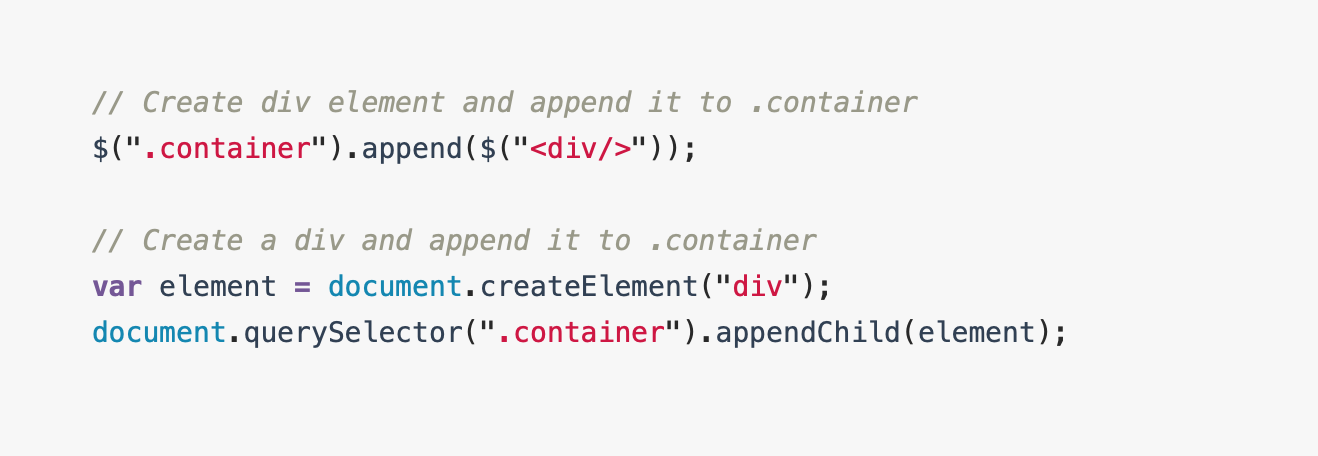 // Create div element and append it to .container
$(".container").append($("<div/>"));
// Create a div and append it to .container
var element = document.createElement("div");
document.querySelector(".container").appendChild(element);